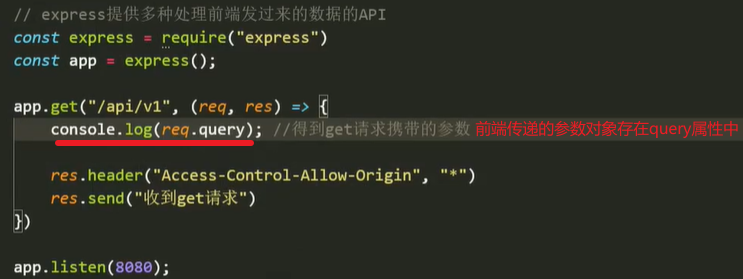 // express提供多种处理前端发过来的数据的API
const express = require("express")
const app = express();
app.get("/api/v1", (req, res) => {
console.log(req.query); //得到get请求携带的参数 前端传递的参数对象存在query属性中
res.header("Access-Control-Allow-Origin", "*")
res.send("收到get请求")
})
app.listen(8080);